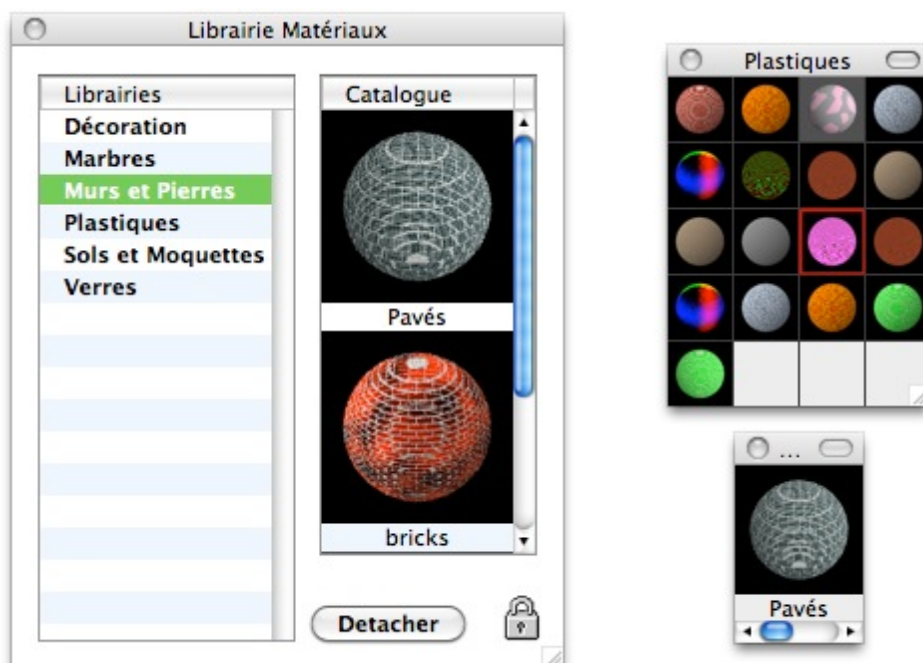 Librairie Matériaux
Librairies
Décoration
Marbres
Murs et Pierres
Plastiques
Sols et Moquettes
Verres
Catalogue
Pavés
bricks
Detacher
Plastiques
...
Pavés